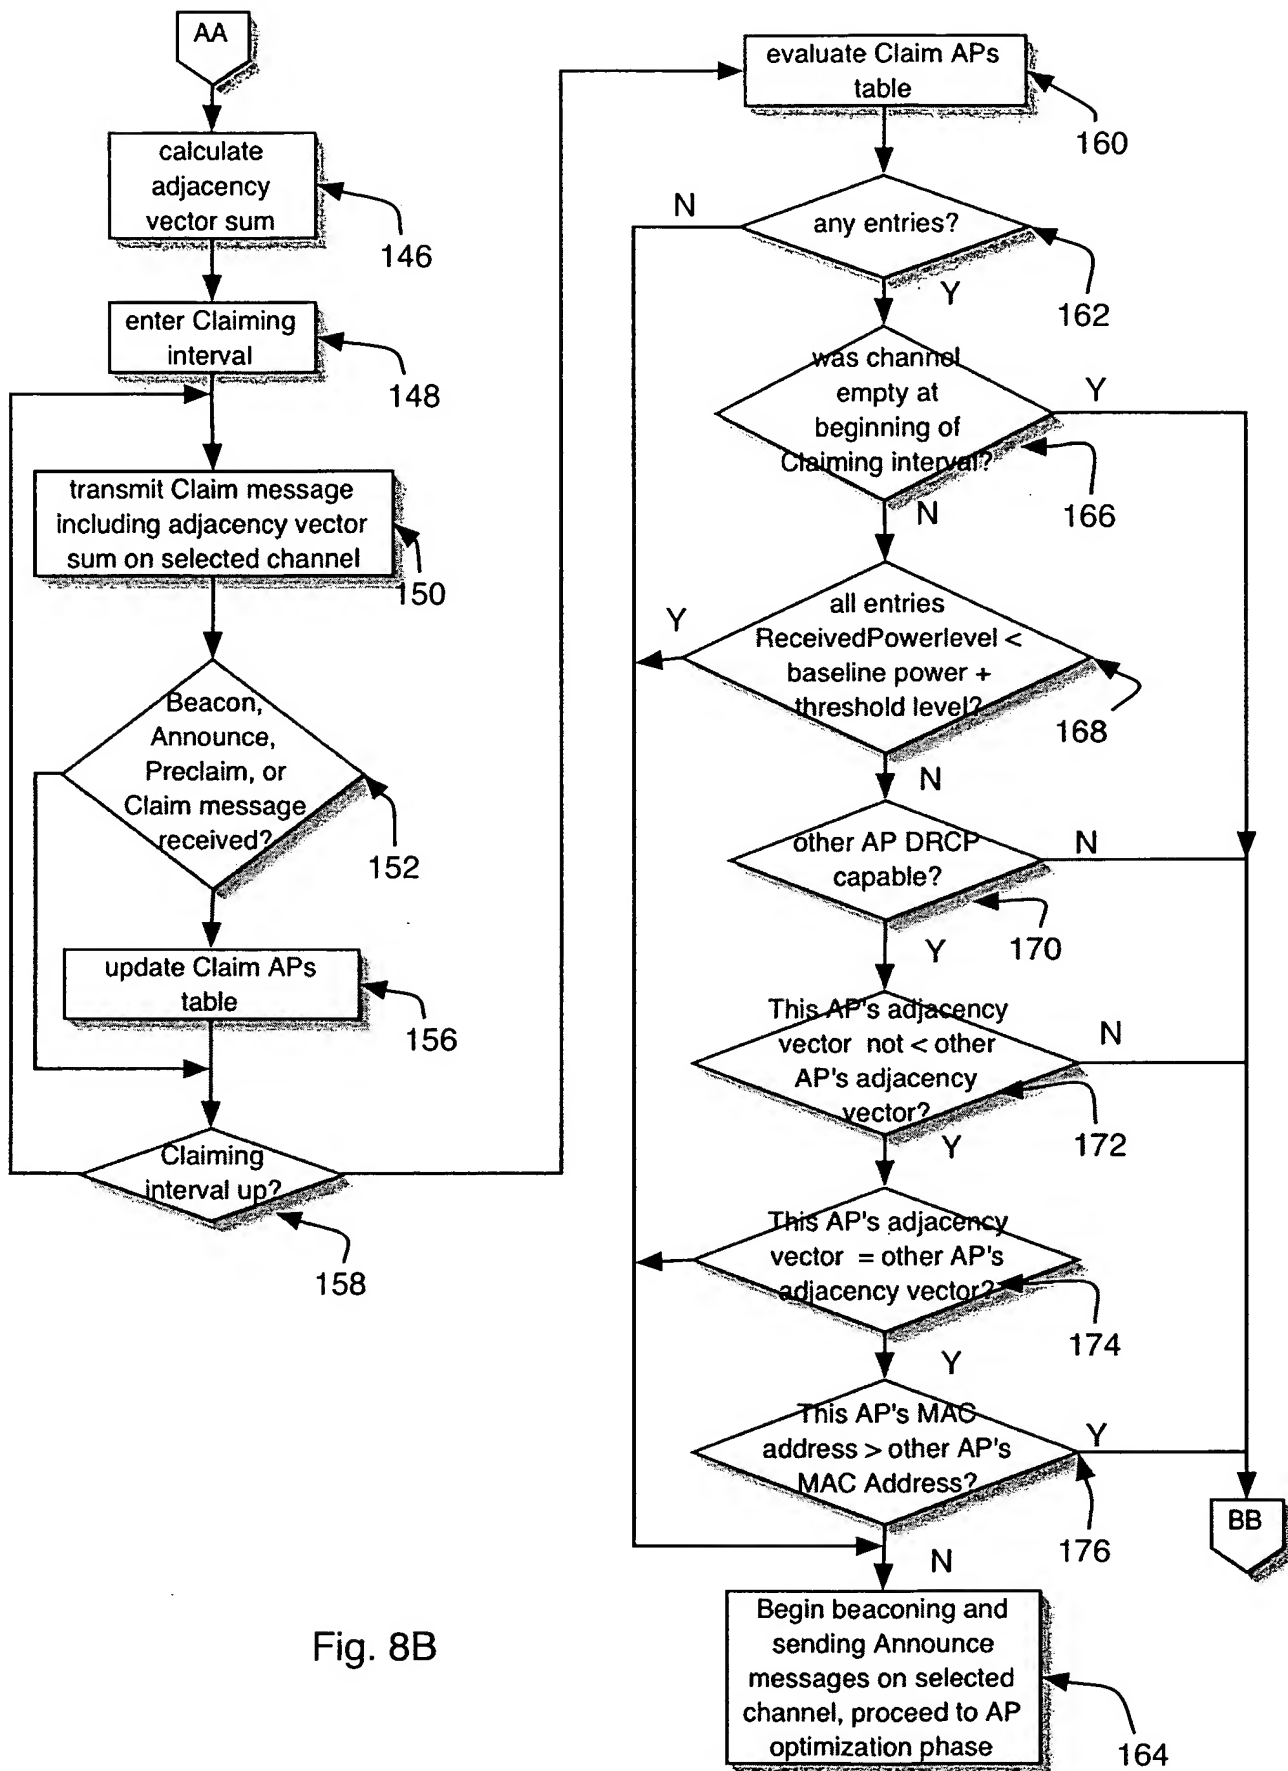 AA
calculate
adjacency
vector sum
146
enter Claiming
interval
148
transmit Claim message
including adjacency vector
sum on selected channel
150
Beacon,
Announce,
Preclaim, or
Claim message
received?
152
update Claim APs
table
156
Claiming
interval up?
158
evaluate Claim APs
table
160
any entries?
N
Y
162
was channel
empty at
beginning of
Claiming interval?
Y
N
166
all entries
ReceivedPowerlevel <
baseline power +
threshold level?
Y
N
168
other AP DRCP
capable?
N
Y
170
This AP's adjacency
vector not < other
AP's adjacency
vector?
N
Y
172
This AP's adjacency
vector = other AP's
adjacency vector?
Y
174
This AP's MAC
address > other AP's
MAC Address?
Y
N
176
BB
Begin beaconing and
sending Announce
messages on selected
channel, proceed to AP
optimization phase
164
Fig. 8B